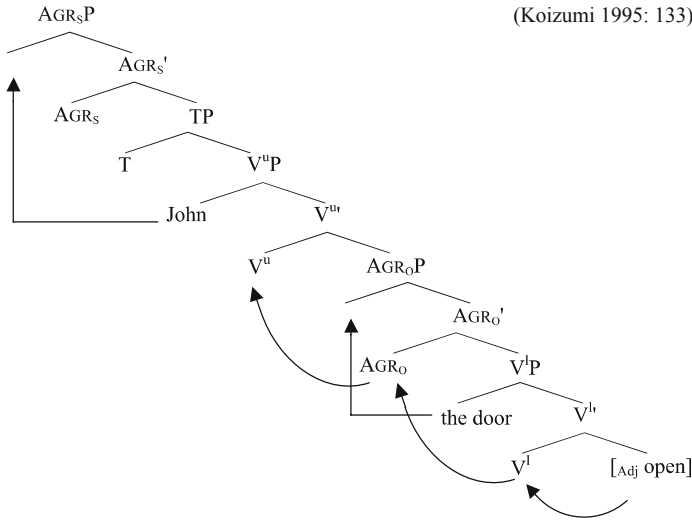 (Koizumi 1995: 133)
AGRSP
AGRS'
AGRS TP
T VuP
John Vu'
Vu AGROP
AGRO'
AGRO VlP
the door Vl'
Vl [Adj open]